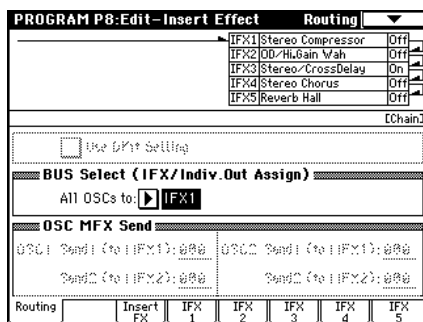 PROGRAM P8:Edit-Insert Effect Routing
IFX1 Stereo Compressor Off
IFX2 OD/Hi.Gain Wah Off
IFX3 Stereo/CrossDelay On
IFX4 Stereo Chorus Off
IFX5 Reverb Hall Off
[Chain]
Use DKit Setting
BUS Select (IFX/Indiv.Out Assign)
All OSCs to: IFX1
OSC MFX Send
OSC1 Send1 (to MFX1):000 OSC2 Send1 (to MFX1):000
Send2 (to MFX2):000 Send2 (to MFX2):000
Routing Insert FX IFX 1 IFX 2 IFX 3 IFX 4 IFX 5